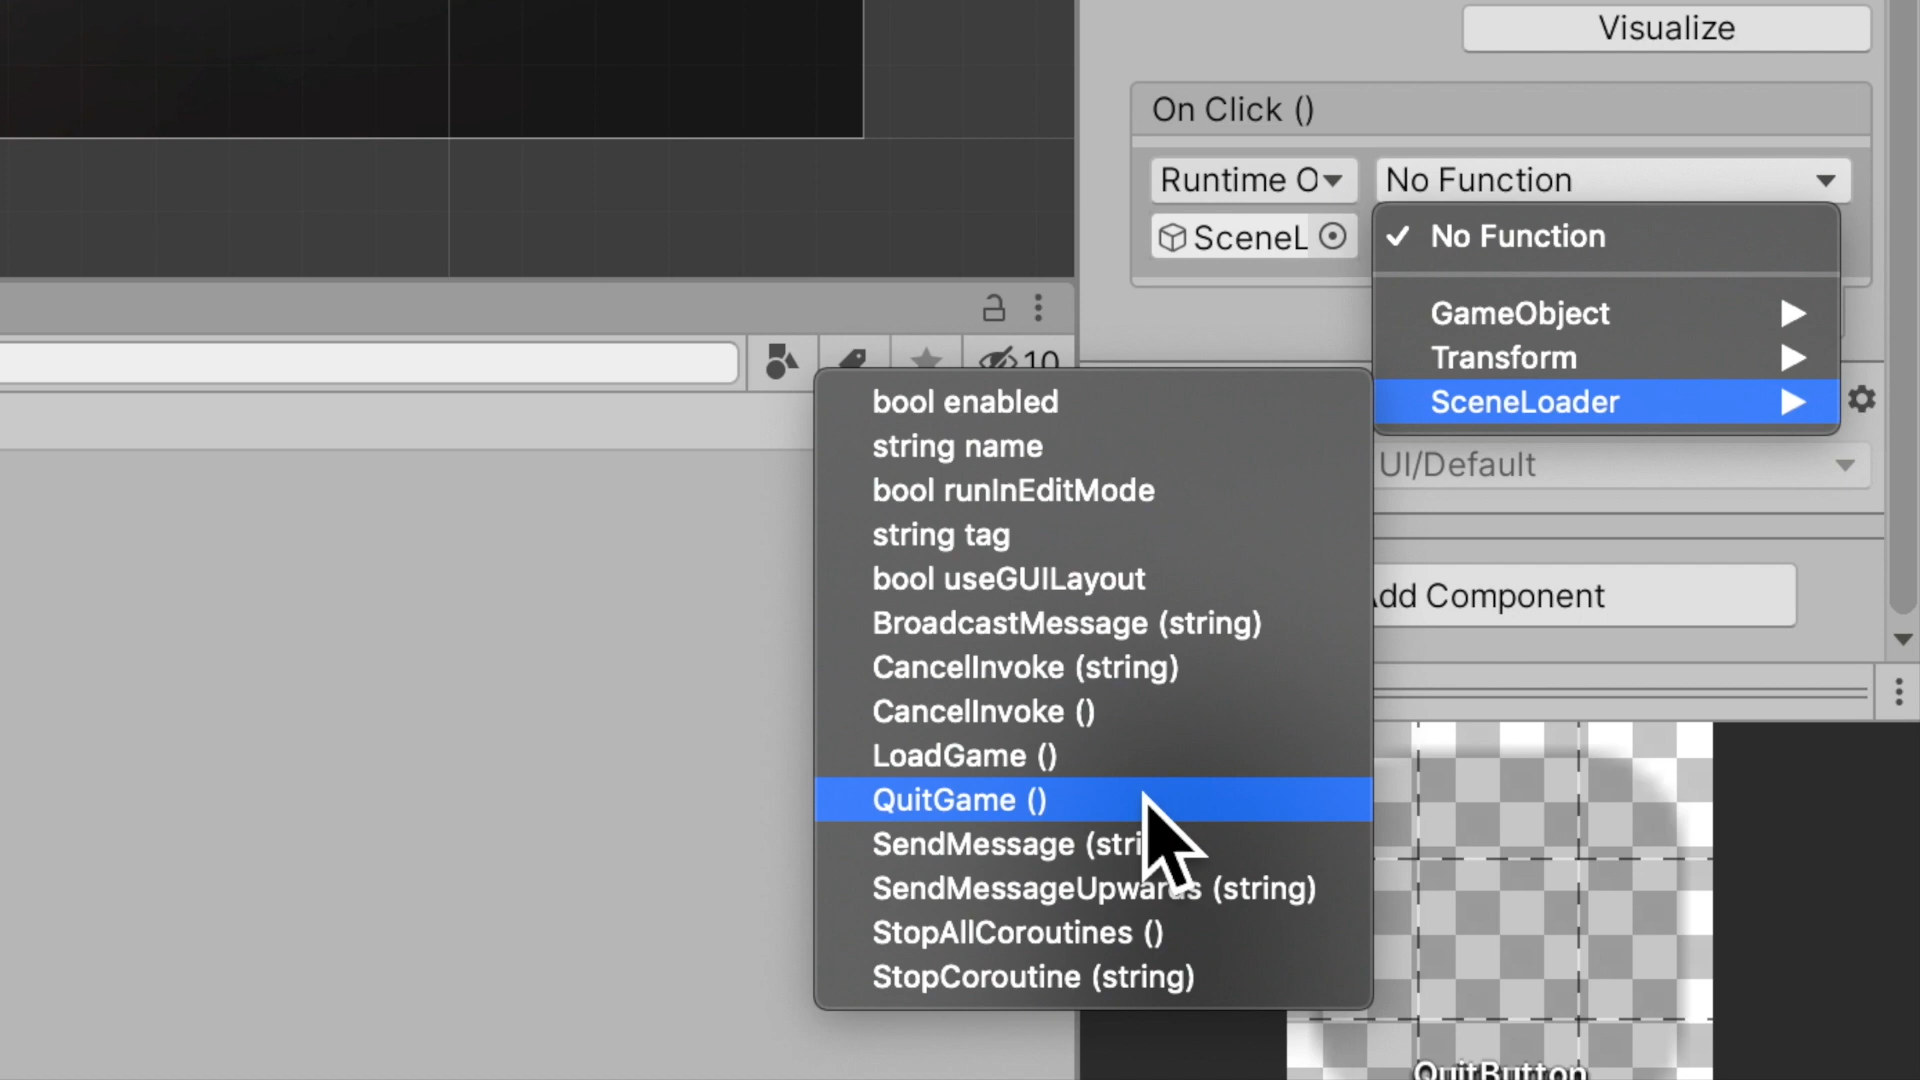 Visualize
On Click ()
Runtime O
No Function
SceneL
No Function
GameObject
Transform
SceneLoader
10
bool enabled
string name
bool runInEditMode
string tag
bool useGUILayout
BroadcastMessage (string)
CancelInvoke (string)
CancelInvoke ()
LoadGame ()
QuitGame ()
SendMessage (stri
SendMessageUpwards (string)
StopAllCoroutines ()
StopCoroutine (string)
UI/Default
Add Component
QuitButton